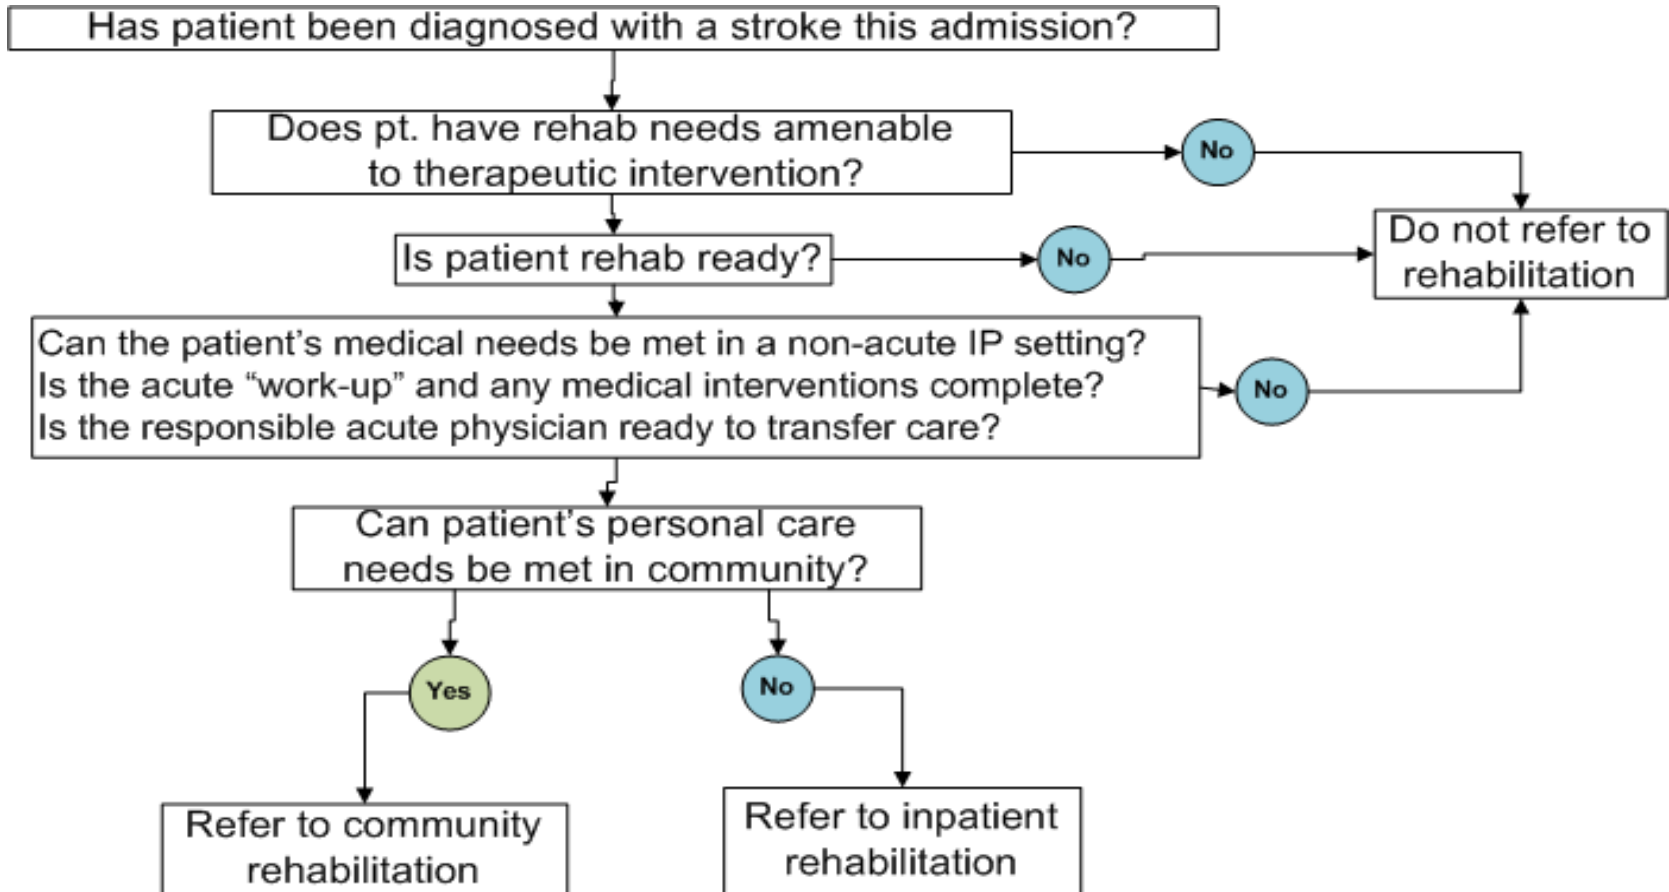 Has patient been diagnosed with a stroke this admission?
Does pt. have rehab needs amenable
to therapeutic intervention?
No
Is patient rehab ready?
No
Do not refer to
rehabilitation
Can the patient’s medical needs be met in a non-acute IP setting?
Is the acute “work-up” and any medical interventions complete?
Is the responsible acute physician ready to transfer care?
No
Can patient’s personal care
needs be met in community?
Yes
No
Refer to community
rehabilitation
Refer to inpatient
rehabilitation